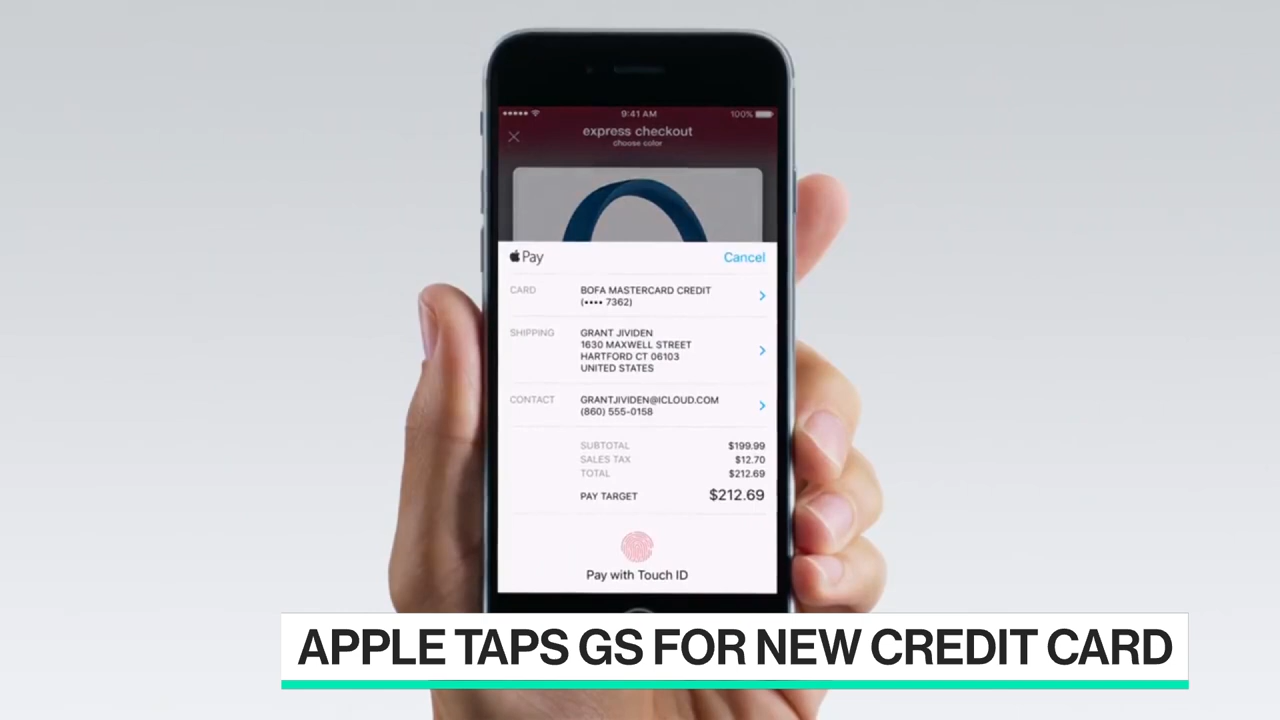 9:41 AM
100%
express checkout
choose color
Pay
Cancel
CARD
BOFA MASTERCARD CREDIT
(•••• 7362)
SHIPPING
GRANT JIVIDEN
1630 MAXWELL STREET
HARTFORD CT 06103
UNITED STATES
CONTACT
GRANTJIVIDEN@ICLOUD.COM
(860) 555-0158
SUBTOTAL $199.99
SALES TAX $12.70
TOTAL $212.69
PAY TARGET $212.69
Pay with Touch ID
APPLE TAPS GS FOR NEW CREDIT CARD